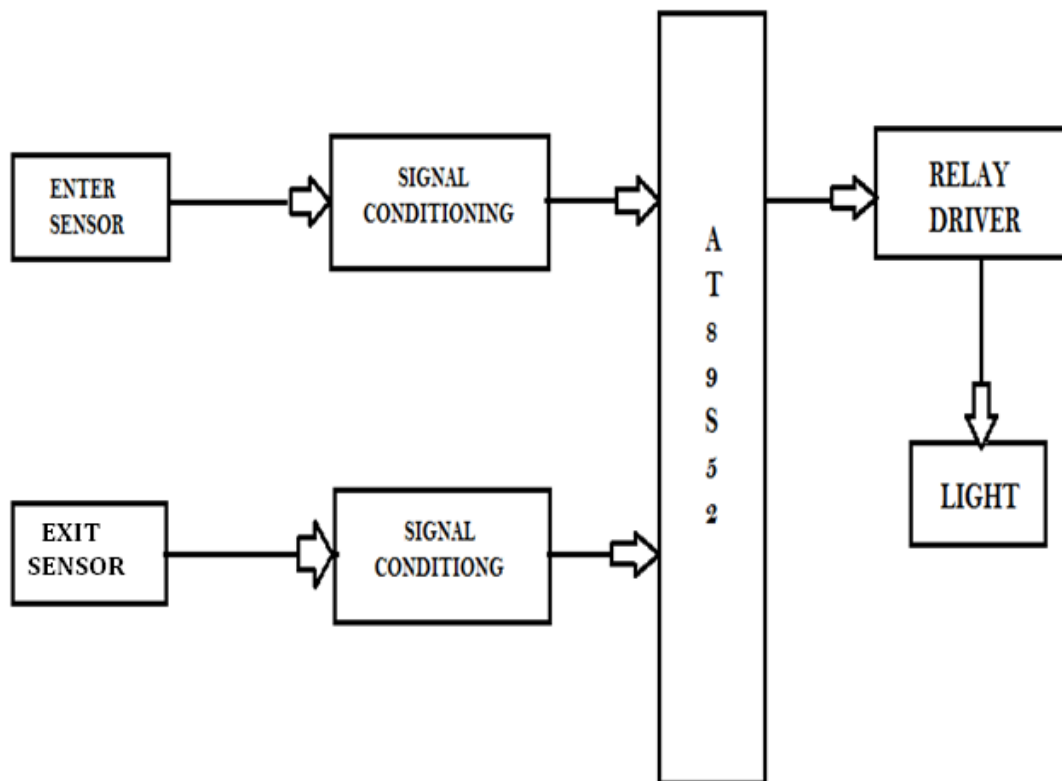 ENTER
SENSOR
SIGNAL
CONDITIONING
A
T
8
9
S
5
2
RELAY
DRIVER
LIGHT
EXIT
SENSOR
SIGNAL
CONDITIONG